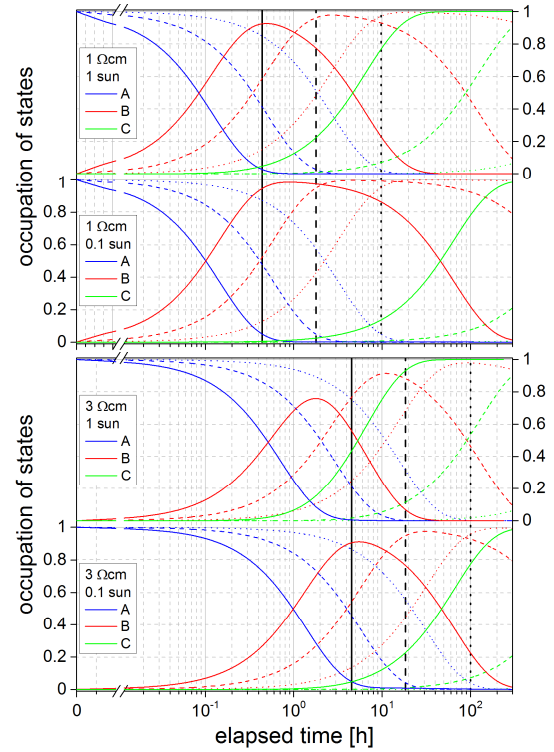 occupation of states
1 Ωcm
1 sun
A
B
C
1
0.8
0.6
0.4
0.2
0
1
0.8
0.6
0.4
0.2
0
1 Ωcm
0.1 sun
A
B
C
occupation of states
3 Ωcm
1 sun
A
B
C
1
0.8
0.6
0.4
0.2
0
1
0.8
0.6
0.4
0.2
0
3 Ωcm
0.1 sun
A
B
C
0 10⁻¹ 10⁰ 10¹ 10²
elapsed time [h]